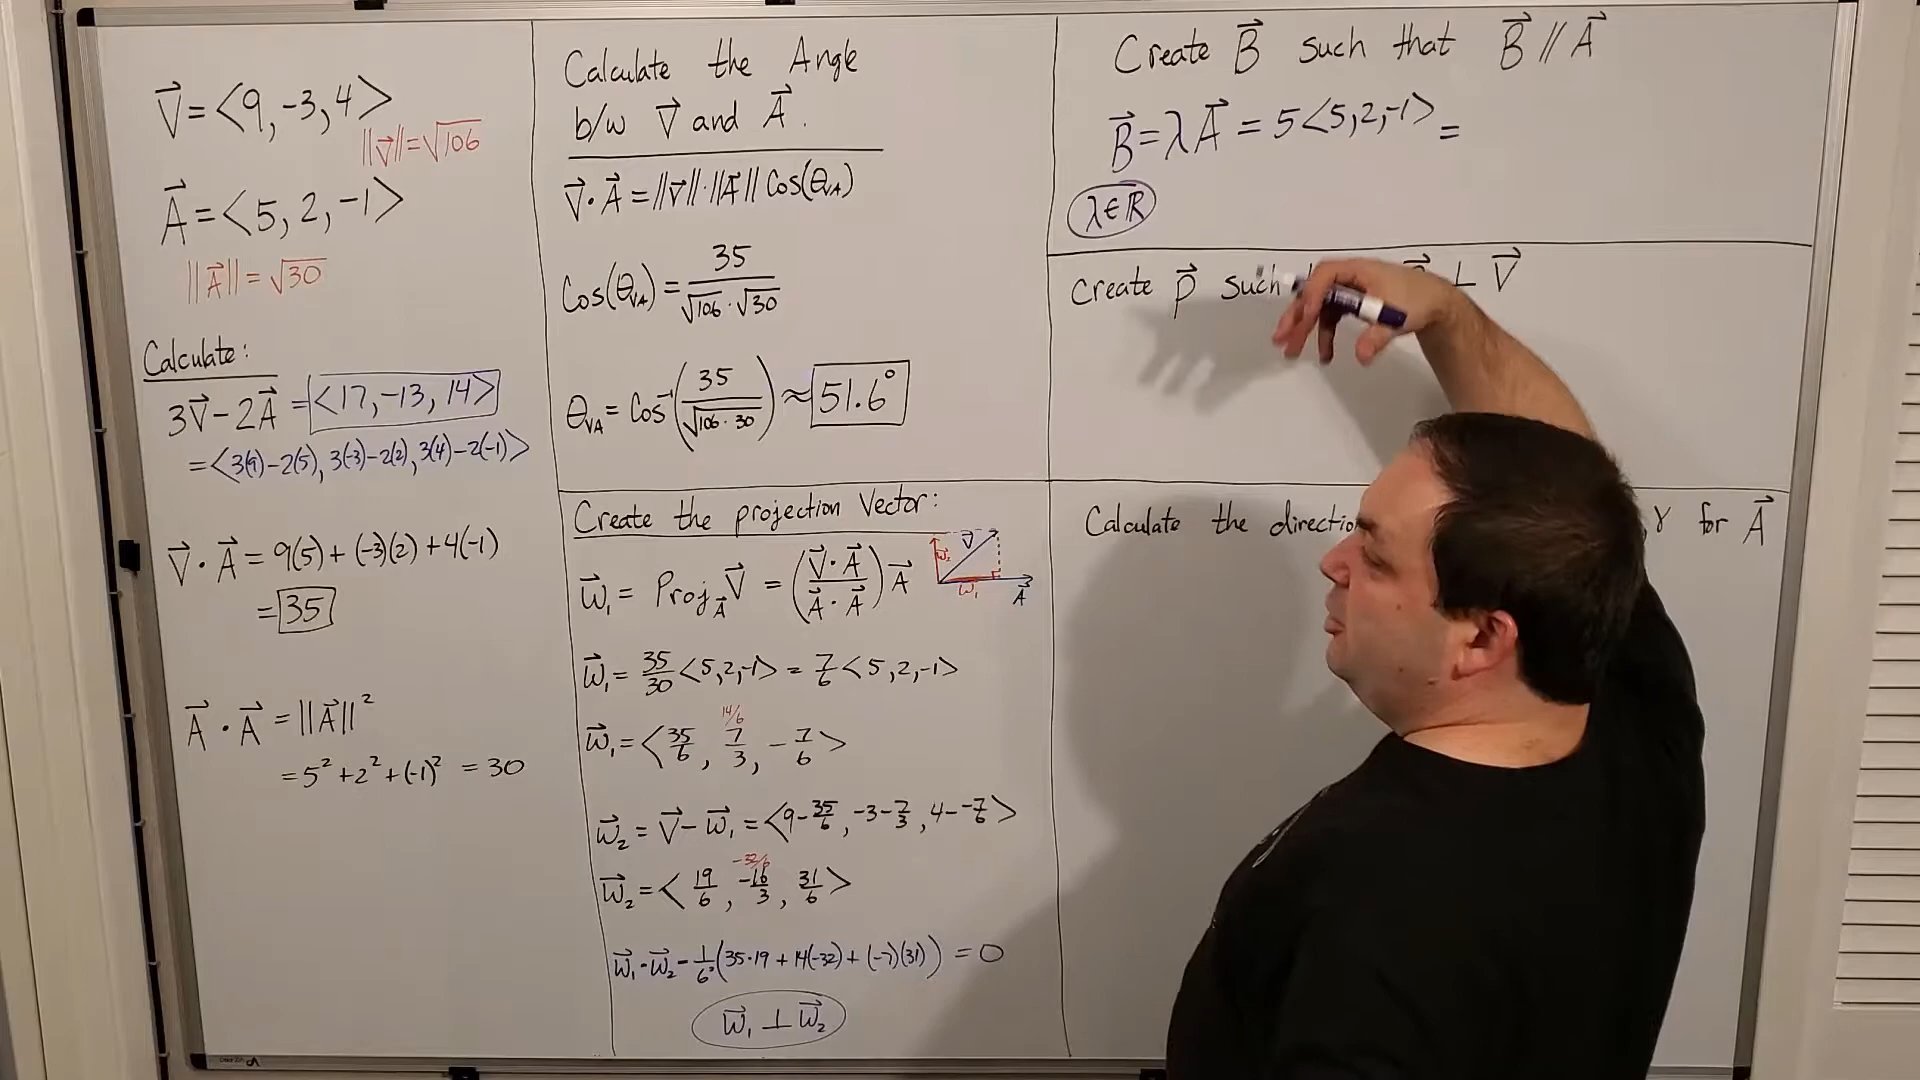 V⃗ = <9, -3, 4>
||V⃗|| = √106
A⃗ = <5, 2, -1>
||A⃗|| = √30
Calculate:
3V⃗ - 2A⃗ = <17, -13, 14>
= <3(9)-2(5), 3(-3)-2(2), 3(4)-2(-1)>
V⃗ · A⃗ = 9(5) + (-3)(2) + 4(-1)
= 35
A⃗ · A⃗ = ||A⃗||²
= 5² + 2² + (-1)² = 30
Calculate the Angle
b/w V⃗ and A⃗.
V⃗ · A⃗ = ||V⃗|| · ||A⃗|| Cos(θ_VA)
Cos(θ_VA) = 35/(√106 · √30)
θ_VA = Cos⁻¹(35/√(106 · 30)) ≈ 51.6°
Create the projection Vector:
w⃗₁ = Proj_A⃗ V⃗ = (V⃗ · A⃗ / A⃗ · A⃗) A⃗
w⃗₂ V⃗
w⃗₁ A⃗
w⃗₁ = 35/30 <5, 2, -1> = 7/6 <5, 2, -1>
14/6
w⃗₁ = <35/6, 7/3, -7/6>
w⃗₂ = V⃗ - w⃗₁ = <9 - 35/6, -3 - 7/3, 4 - -7/6>
-32/6
w⃗₂ = <19/6, -16/3, 31/6>
w⃗₁ · w⃗₂ = 1/6² (35·19 + 14(-32) + (-7)(31)) = 0
w⃗₁ ⊥ w⃗₂
Create B⃗ such that B⃗ // A⃗
B⃗ = λA⃗ = 5<5, 2, -1> =
λ ∈ ℝ
Create p⃗ such ⊥ V⃗
Calculate the γ for A⃗